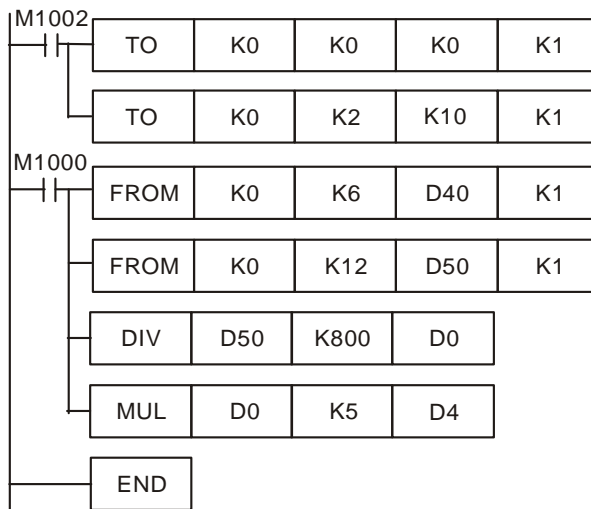 M1002
TO K0 K0 K0 K1
TO K0 K2 K10 K1
M1000
FROM K0 K6 D40 K1
FROM K0 K12 D50 K1
DIV D50 K800 D0
MUL D0 K5 D4
END